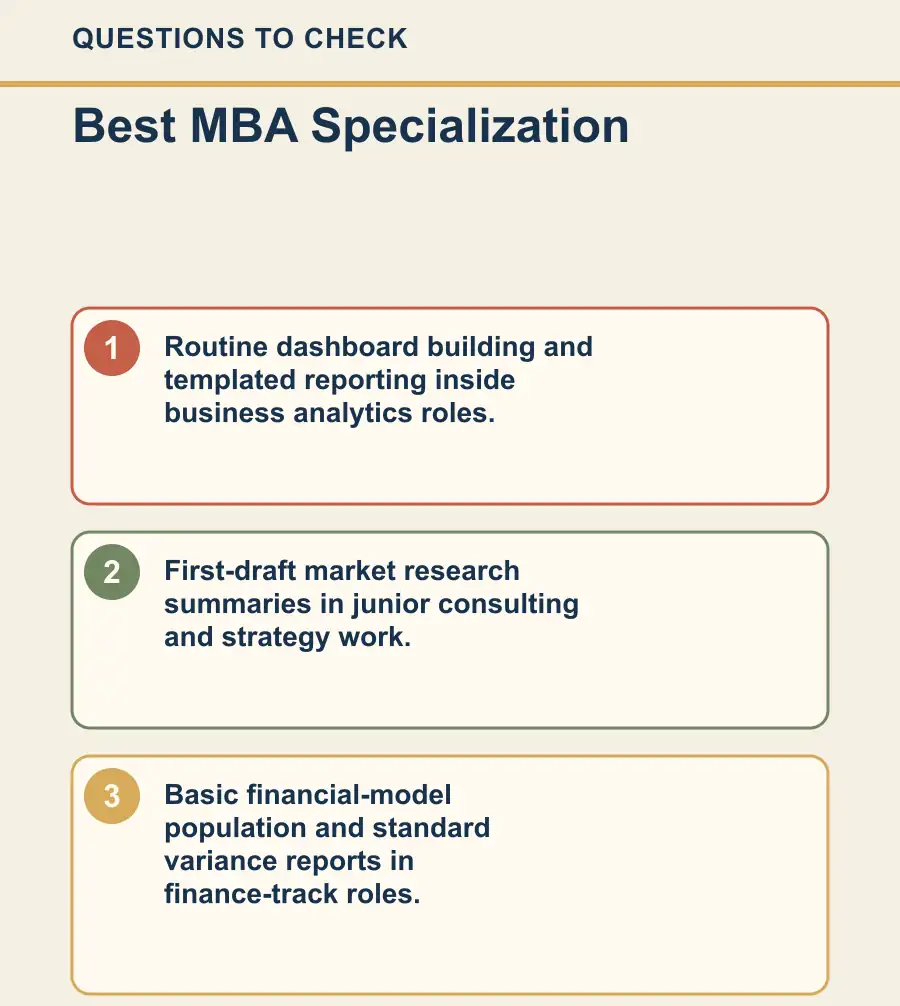 QUESTIONS TO CHECK
Best MBA Specialization
1
Routine dashboard building and
templated reporting inside
business analytics roles.
2
First-draft market research
summaries in junior consulting
and strategy work.
3
Basic financial-model
population and standard
variance reports in
finance-track roles.